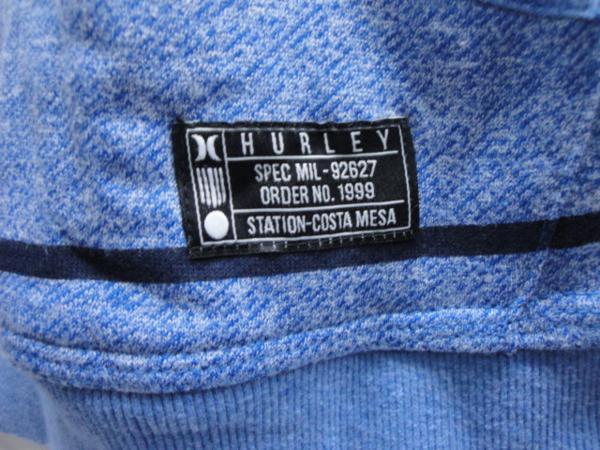 HURLEY
SPEC MIL-92627
ORDER NO. 1999
STATION-COSTA MESA